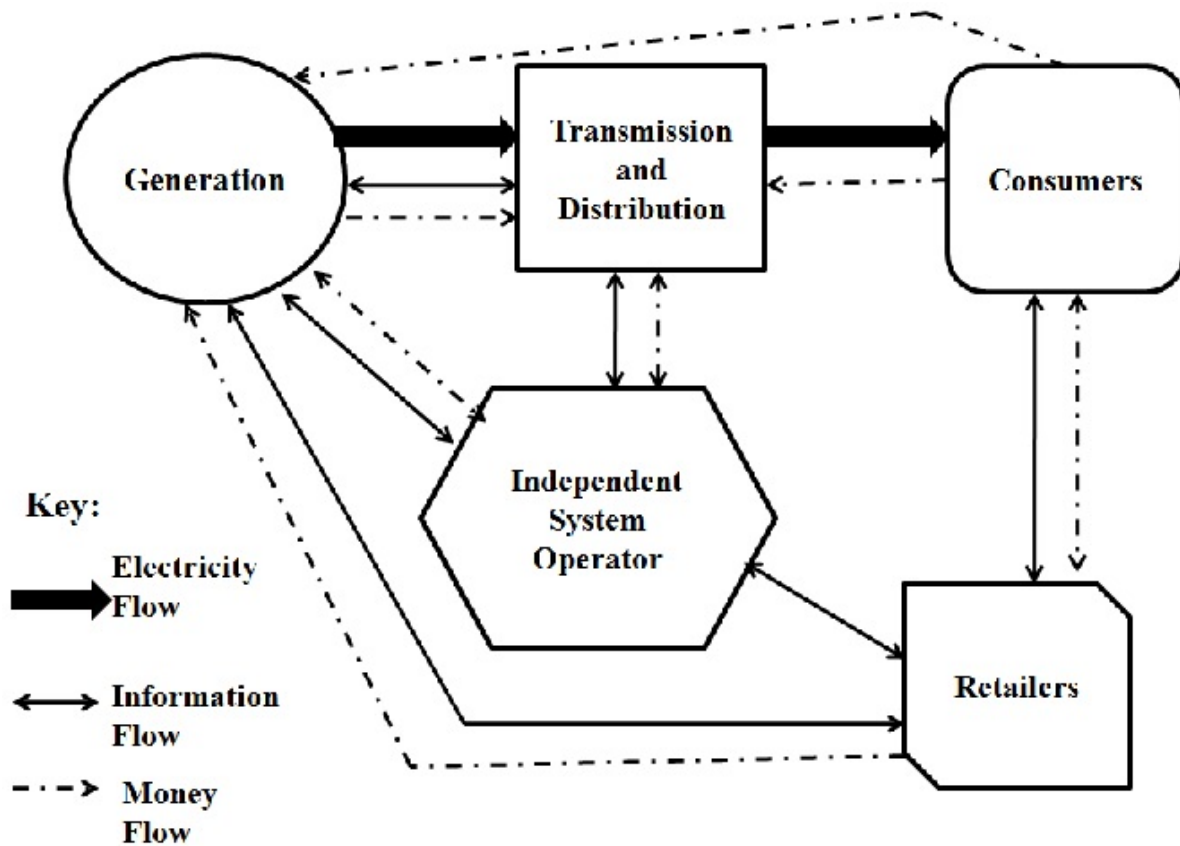 Generation
Transmission
and
Distribution
Consumers
Independent
System
Operator
Retailers
Key:
Electricity
Flow
Information
Flow
Money
Flow